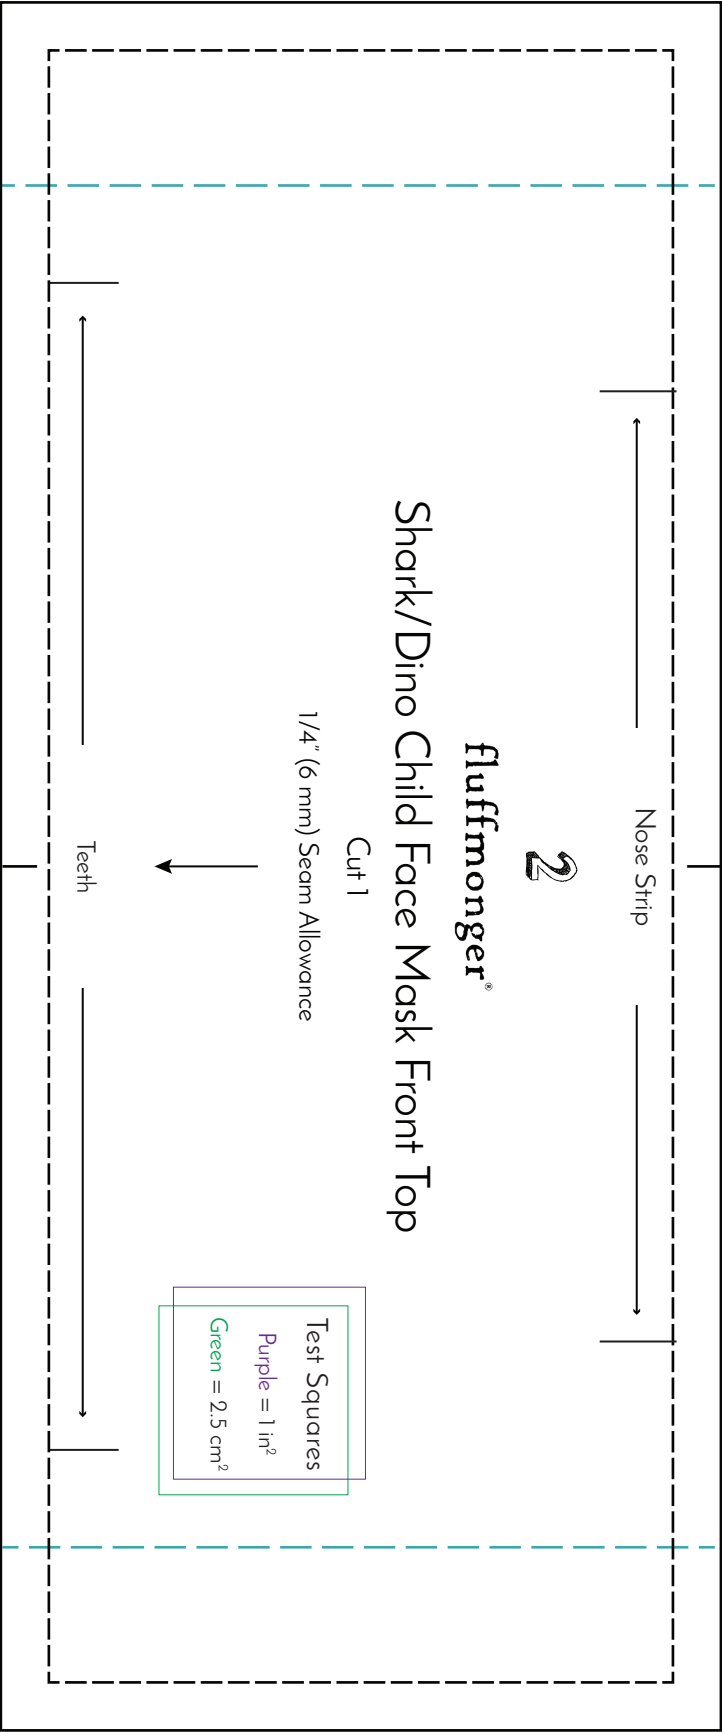 Nose Strip
2
fluffmonger®
Shark/Dino Child Face Mask Front Top
Cut 1
1/4" (6 mm) Seam Allowance
Test Squares
Purple = 1 in²
Green = 2.5 cm²
Teeth